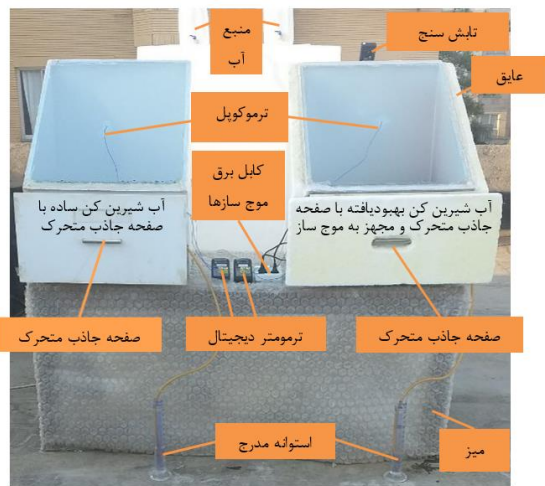 منبع
آب
تابش سنج
عایق
ترموکوپل
کابل برق
موج سازها
آب شیرین کن بهبودیافته با صفحه
جاذب متحرک و مجهز به موج ساز
آب شیرین کن ساده با
صفحه جاذب متحرک
صفحه جاذب متحرک
ترمومتر دیجیتال
صفحه جاذب متحرک
استوانه مدرج
میز